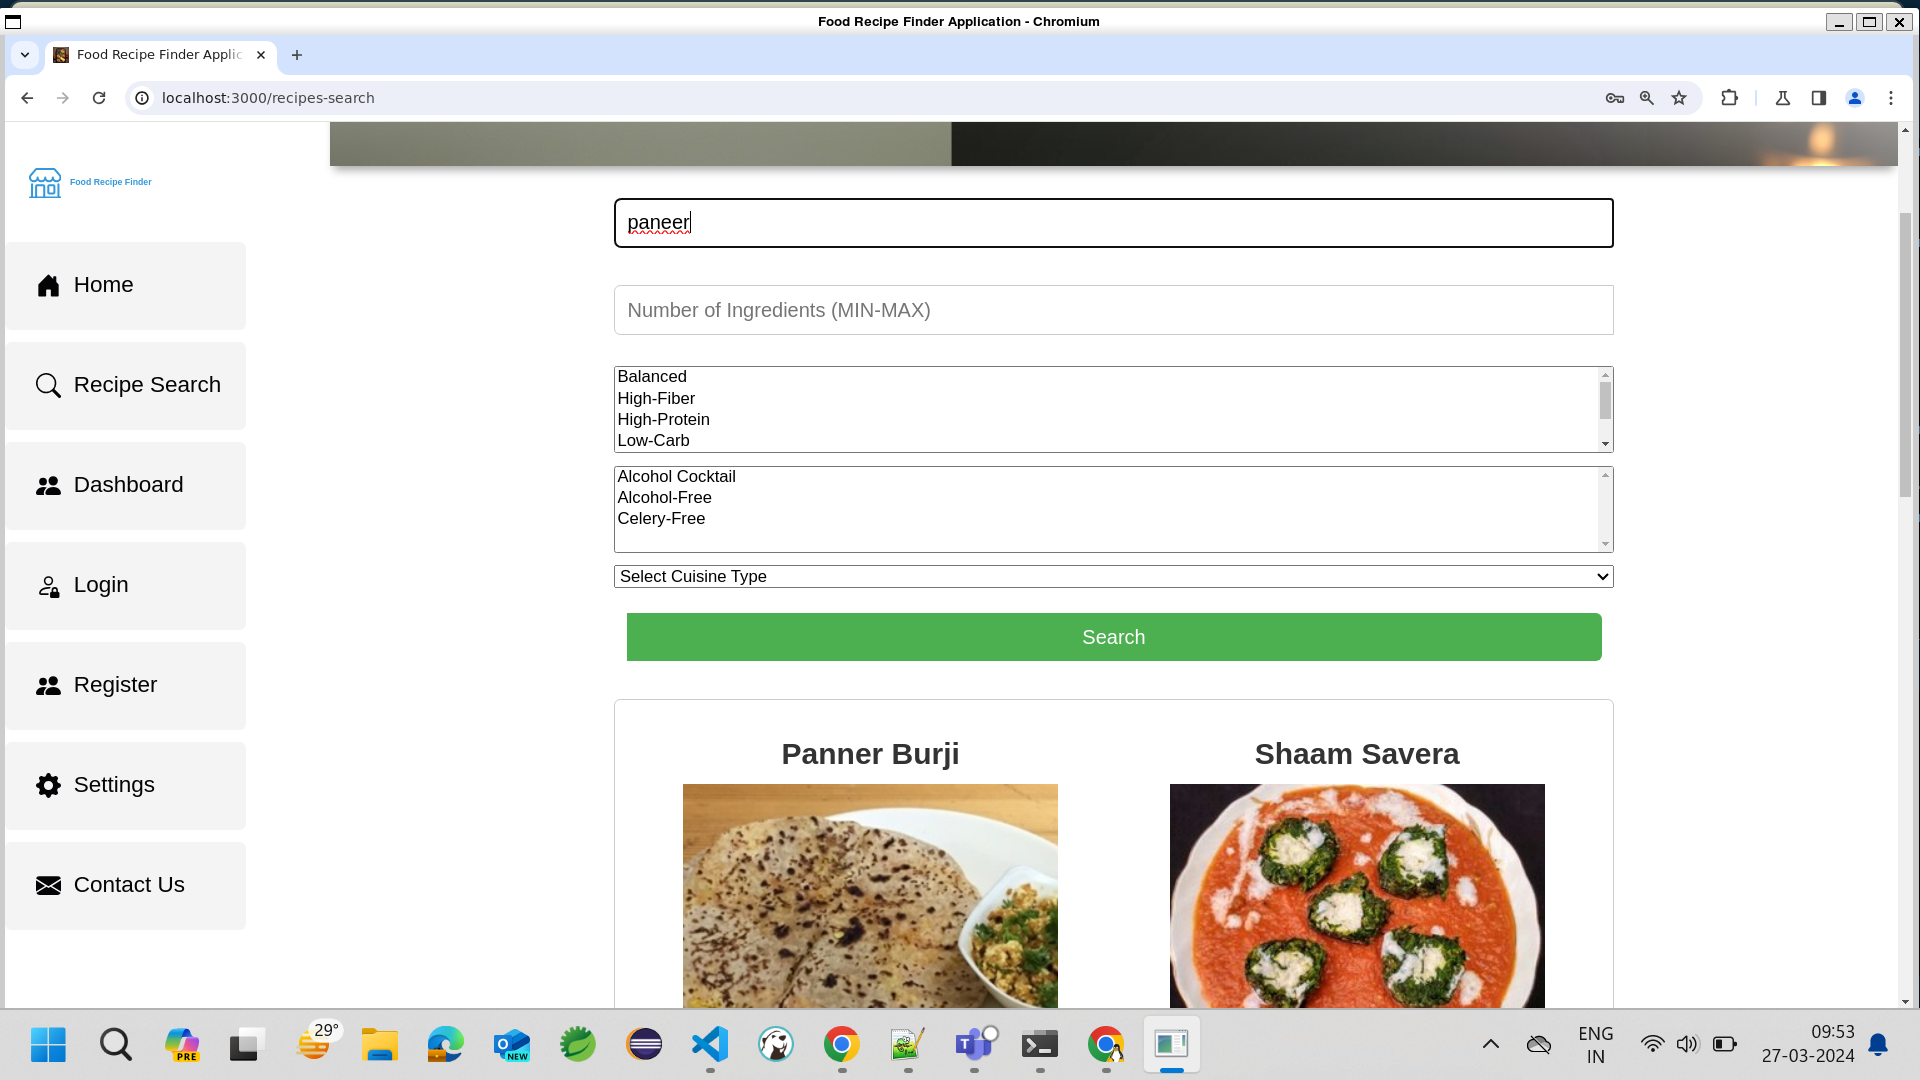 Food Recipe Finder Application - Chromium
Food Recipe Finder Applic
localhost:3000/recipes-search
Food Recipe Finder
Home
Recipe Search
Dashboard
Login
Register
Settings
Contact Us
paneer
Number of Ingredients (MIN-MAX)
Balanced
High-Fiber
High-Protein
Low-Carb
Alcohol Cocktail
Alcohol-Free
Celery-Free
Select Cuisine Type
Search
Panner Burji
Shaam Savera
PRE
29°
NEW
ENG
IN
09:53
27-03-2024